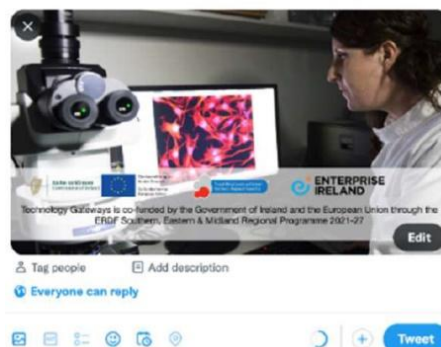 ENTERPRISE
IRELAND
Technology Gateways is co-funded by the Government of Ireland and the European Union through the
ERDF Southern, Eastern & Midland Regional Programme 2021-27
Edit
Tag people
Add description
Everyone can reply
Tweet